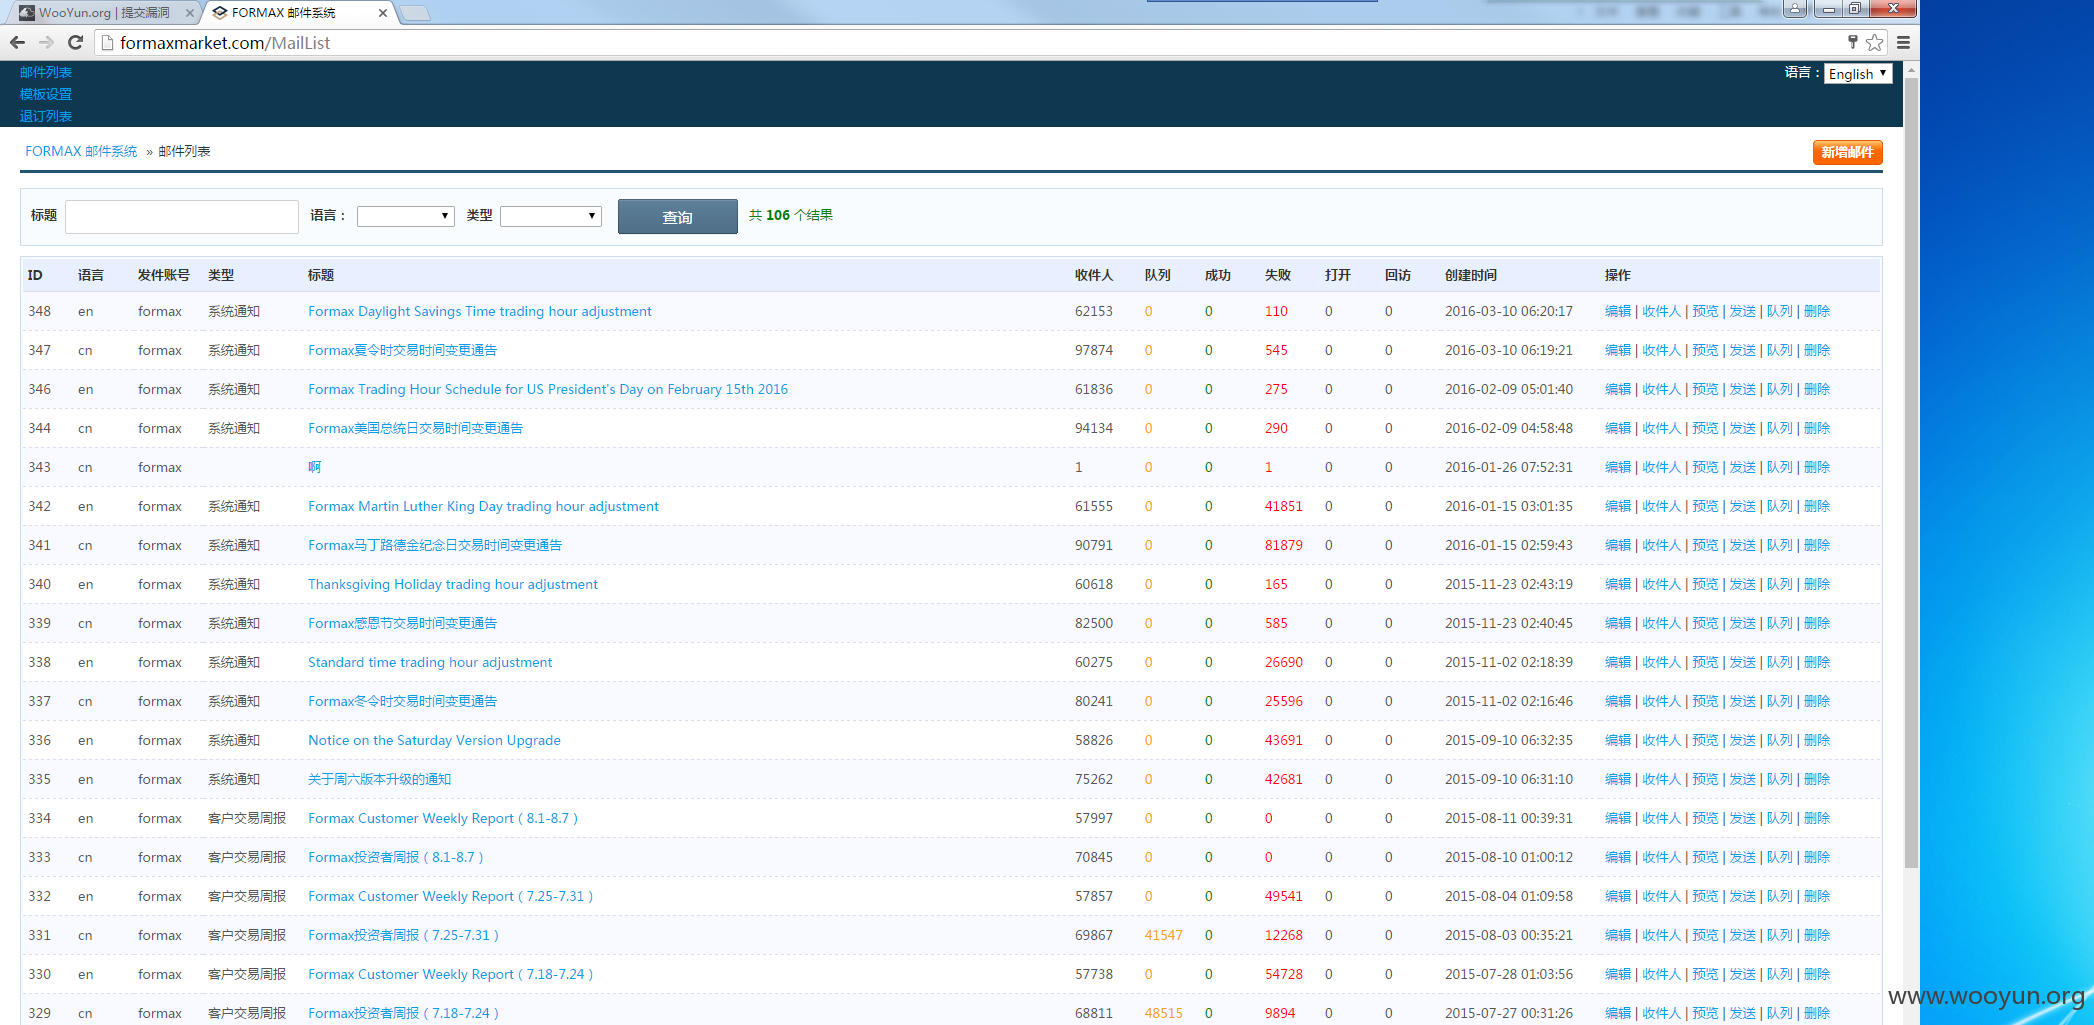 WooYun.org | 提交漏洞
FORMAX 邮件系统
formaxmarket.com/MailList
邮件列表
模板设置
退订列表
语言： English
FORMAX 邮件系统 » 邮件列表
新增邮件
标题 语言： 类型 查询 共 106 个结果
ID 语言 发件账号 类型 标题 收件人 队列 成功 失败 打开 回访 创建时间 操作
348 en formax 系统通知 Formax Daylight Savings Time trading hour adjustment 62153 0 0 110 0 0 2016-03-10 06:20:17 编辑 | 收件人 | 预览 | 发送 | 队列 | 删除
347 cn formax 系统通知 Formax夏令时交易时间变更通告 97874 0 0 545 0 0 2016-03-10 06:19:21 编辑 | 收件人 | 预览 | 发送 | 队列 | 删除
346 en formax 系统通知 Formax Trading Hour Schedule for US President's Day on February 15th 2016 61836 0 0 275 0 0 2016-02-09 05:01:40 编辑 | 收件人 | 预览 | 发送 | 队列 | 删除
344 cn formax 系统通知 Formax美国总统日交易时间变更通告 94134 0 0 290 0 0 2016-02-09 04:58:48 编辑 | 收件人 | 预览 | 发送 | 队列 | 删除
343 cn formax 啊 1 0 0 1 0 0 2016-01-26 07:52:31 编辑 | 收件人 | 预览 | 发送 | 队列 | 删除
342 en formax 系统通知 Formax Martin Luther King Day trading hour adjustment 61555 0 0 41851 0 0 2016-01-15 03:01:35 编辑 | 收件人 | 预览 | 发送 | 队列 | 删除
341 cn formax 系统通知 Formax马丁路德金纪念日交易时间变更通告 90791 0 0 81879 0 0 2016-01-15 02:59:43 编辑 | 收件人 | 预览 | 发送 | 队列 | 删除
340 en formax 系统通知 Thanksgiving Holiday trading hour adjustment 60618 0 0 165 0 0 2015-11-23 02:43:19 编辑 | 收件人 | 预览 | 发送 | 队列 | 删除
339 cn formax 系统通知 Formax感恩节交易时间变更通告 82500 0 0 585 0 0 2015-11-23 02:40:45 编辑 | 收件人 | 预览 | 发送 | 队列 | 删除
338 en formax 系统通知 Standard time trading hour adjustment 60275 0 0 26690 0 0 2015-11-02 02:18:39 编辑 | 收件人 | 预览 | 发送 | 队列 | 删除
337 cn formax 系统通知 Formax冬令时交易时间变更通告 80241 0 0 25596 0 0 2015-11-02 02:16:46 编辑 | 收件人 | 预览 | 发送 | 队列 | 删除
336 en formax 系统通知 Notice on the Saturday Version Upgrade 58826 0 0 43691 0 0 2015-09-10 06:32:35 编辑 | 收件人 | 预览 | 发送 | 队列 | 删除
335 en formax 系统通知 关于周六版本升级的通知 75262 0 0 42681 0 0 2015-09-10 06:31:10 编辑 | 收件人 | 预览 | 发送 | 队列 | 删除
334 en formax 客户交易周报 Formax Customer Weekly Report ( 8.1-8.7 ) 57997 0 0 0 0 0 2015-08-11 00:39:31 编辑 | 收件人 | 预览 | 发送 | 队列 | 删除
333 cn formax 客户交易周报 Formax投资者周报 ( 8.1-8.7 ) 70845 0 0 0 0 0 2015-08-10 01:00:12 编辑 | 收件人 | 预览 | 发送 | 队列 | 删除
332 en formax 客户交易周报 Formax Customer Weekly Report ( 7.25-7.31 ) 57857 0 0 49541 0 0 2015-08-04 01:09:58 编辑 | 收件人 | 预览 | 发送 | 队列 | 删除
331 cn formax 客户交易周报 Formax投资者周报 ( 7.25-7.31 ) 69867 41547 0 12268 0 0 2015-08-03 00:35:21 编辑 | 收件人 | 预览 | 发送 | 队列 | 删除
330 en formax 客户交易周报 Formax Customer Weekly Report ( 7.18-7.24 ) 57738 0 0 54728 0 0 2015-07-28 01:03:56 编辑 | 收件人 | 预览 | 发送 | 队列 | 删除
329 cn formax 客户交易周报 Formax投资者周报 ( 7.18-7.24 ) 68811 48515 0 9894 0 0 2015-07-27 00:31:26 编辑 | 收件人 | 预览 | 发送 | 队列 | 删除
www.wooyun.org